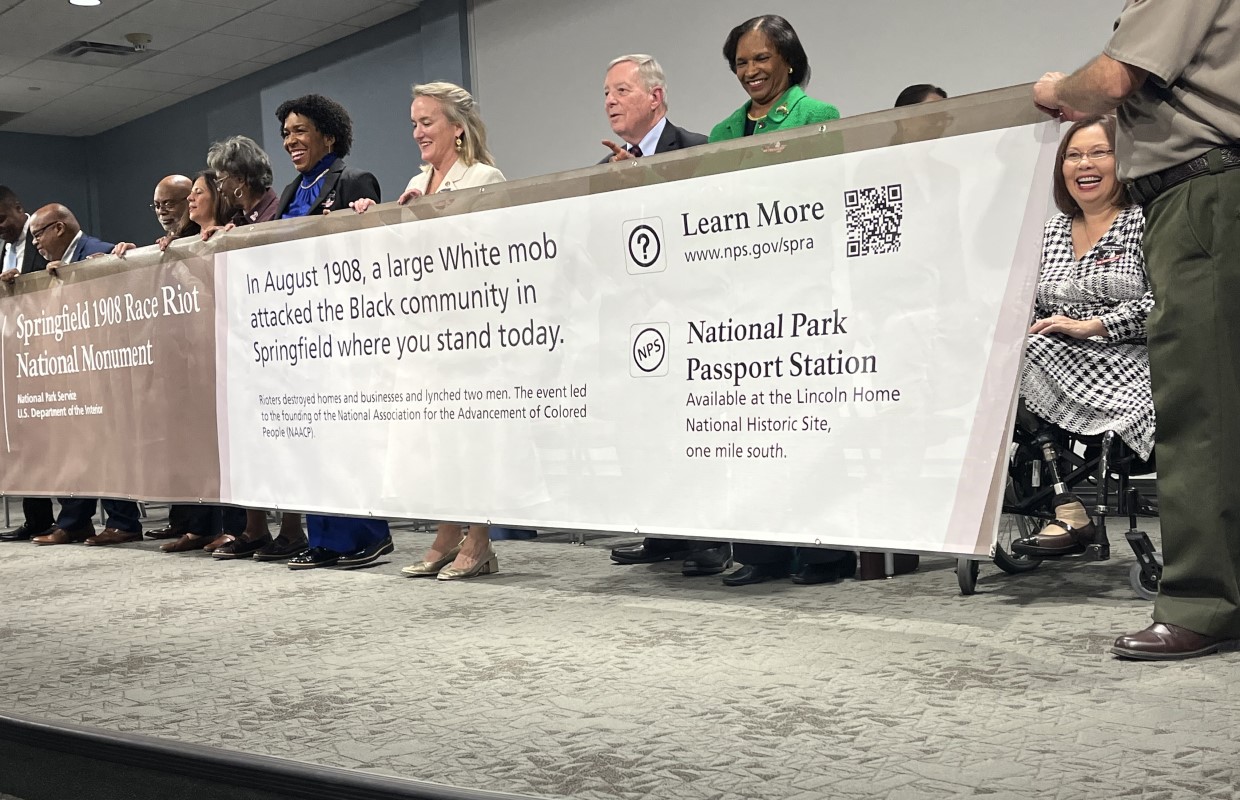 Springfield 1908 Race Riot
National Monument
National Park Service
U.S. Department of the Interior
In August 1908, a large White mob
attacked the Black community in
Springfield where you stand today.
Rioters destroyed homes and businesses and lynched two men. The event led
to the founding of the National Association for the Advancement of Colored
People (NAACP).
?
Learn More
www.nps.gov/spra
NPS
National Park
Passport Station
Available at the Lincoln Home
National Historic Site,
one mile south.